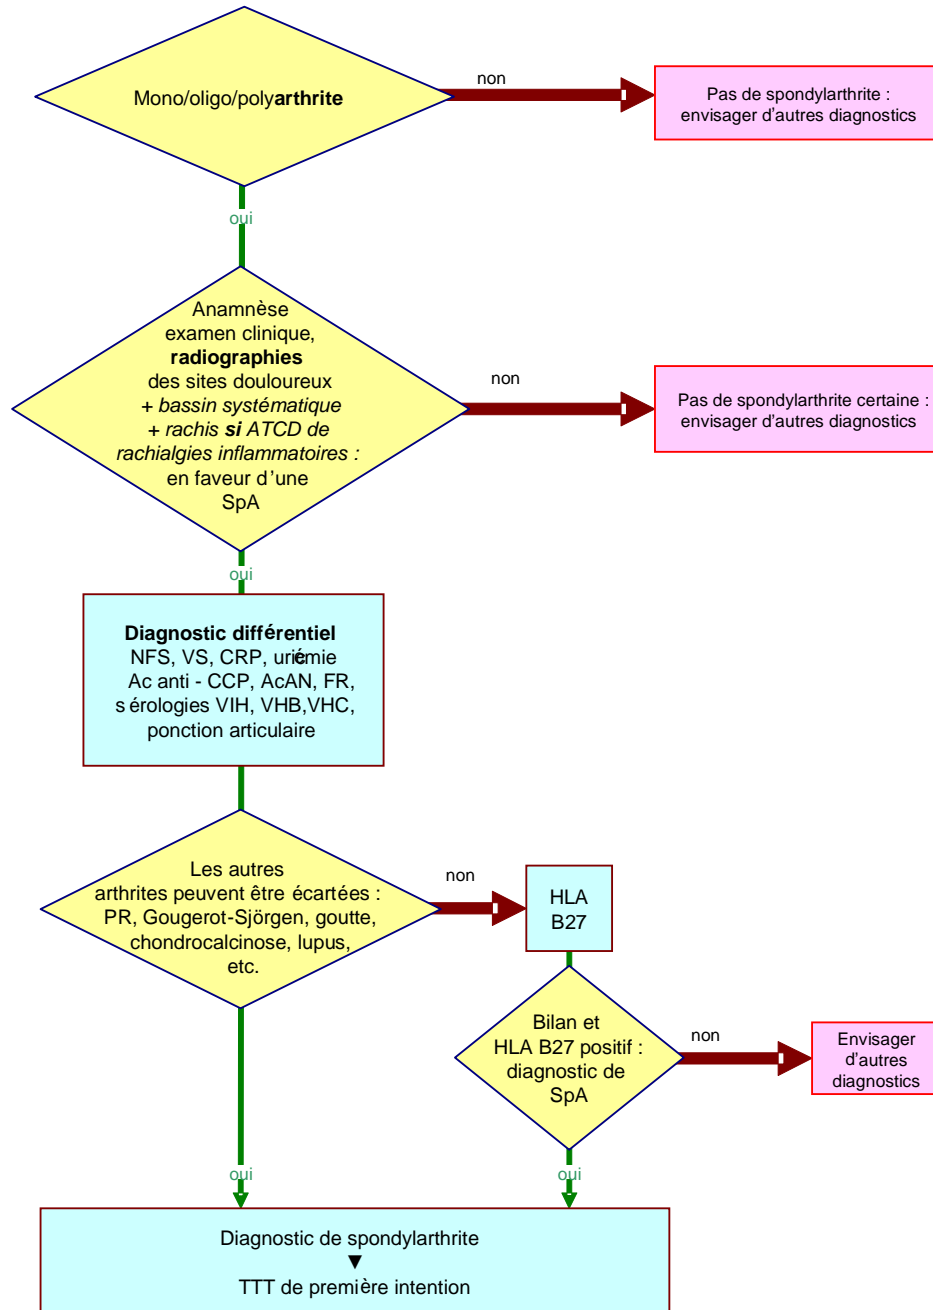 Mono/oligo/polyarthrite
non
Pas de spondylarthrite :
envisager d'autres diagnostics
oui
Anamnèse
examen clinique,
radiographies
des sites douloureux
+ bassin systématique
+ rachis si ATCD de
rachialgies inflammatoires :
en faveur d'une
SpA
non
Pas de spondylarthrite certaine :
envisager d'autres diagnostics
oui
Diagnostic différentiel
NFS, VS, CRP, uricémie
Ac anti - CCP, AcAN, FR,
sérologies VIH, VHB,VHC,
ponction articulaire
Les autres
arthrites peuvent être écartées :
PR, Gougerot-Sjörgen, goutte,
chondrocalcinose, lupus,
etc.
non
HLA
B27
Bilan et
HLA B27 positif :
diagnostic de
SpA
non
Envisager
d'autres
diagnostics
oui
oui
Diagnostic de spondylarthrite
▼
TTT de première intention